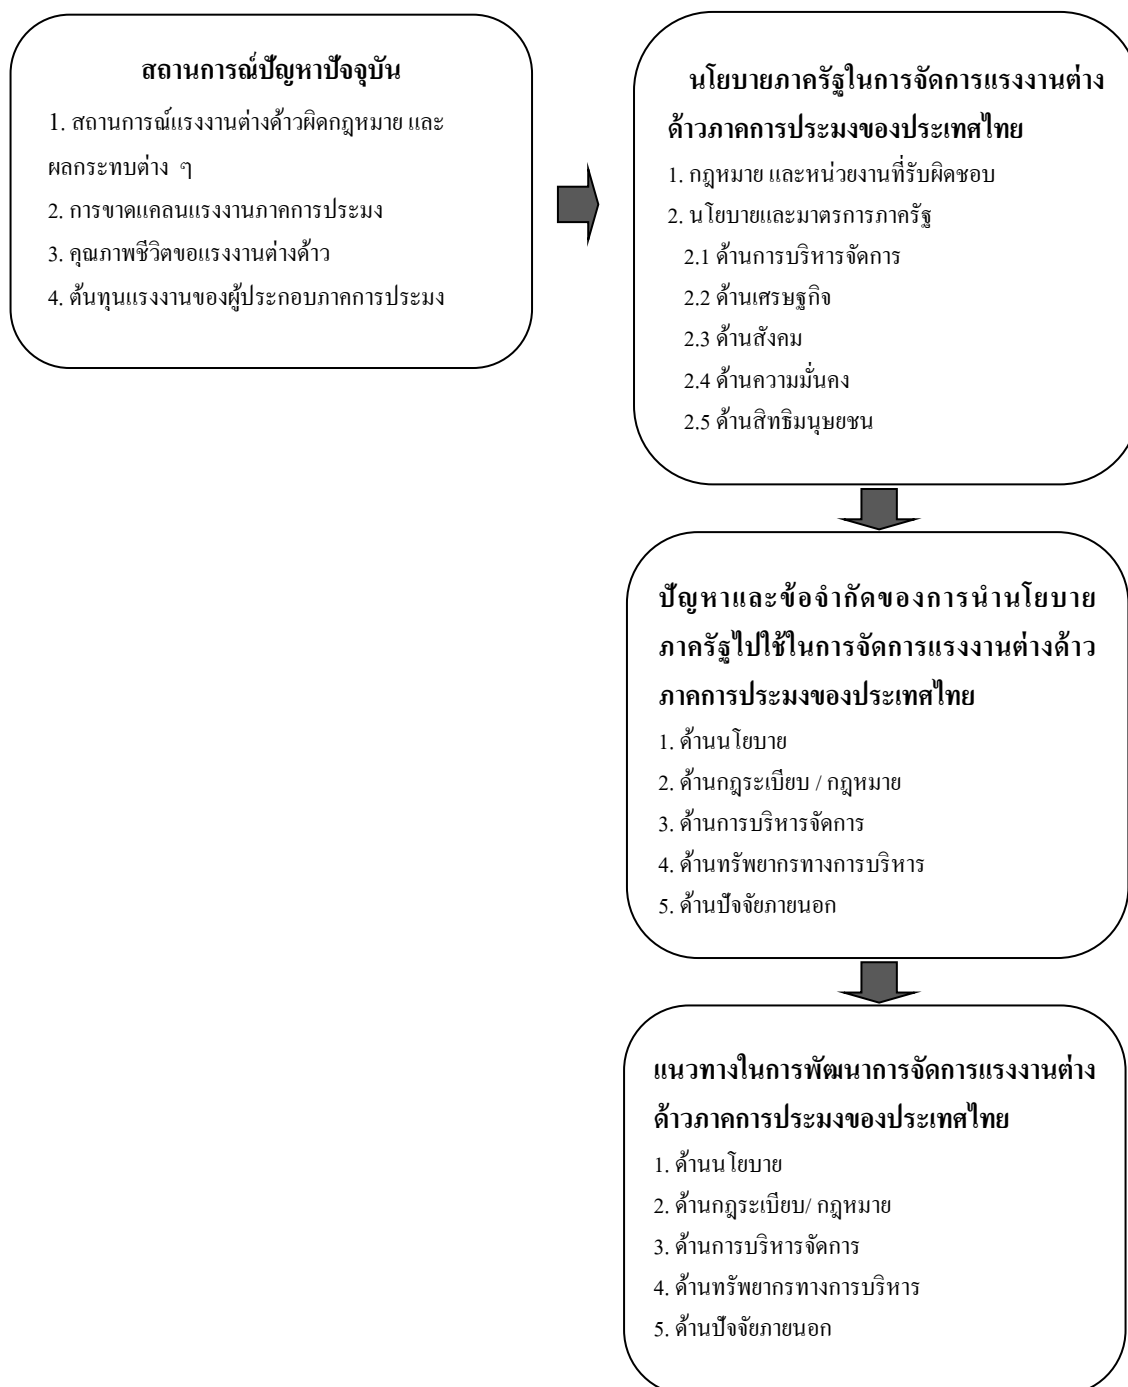 สถานการณ์ปัญหาปัจจุบัน
1. สถานการณ์แรงงานต่างด้าวผิดกฎหมาย และ
ผลกระทบต่าง ๆ
2. การขาดแคลนแรงงานภาคการประมง
3. คุณภาพชีวิตขอแรงงานต่างด้าว
4. ต้นทุนแรงงานของผู้ประกอบภาคการประมง
นโยบายภาครัฐในการจัดการแรงงานต่าง
ด้าวภาคการประมงของประเทศไทย
1. กฎหมาย และหน่วยงานที่รับผิดชอบ
2. นโยบายและมาตรการภาครัฐ
2.1 ด้านการบริหารจัดการ
2.2 ด้านเศรษฐกิจ
2.3 ด้านสังคม
2.4 ด้านความมั่นคง
2.5 ด้านสิทธิมนุษยชน
ปัญหาและข้อจำกัดของการนำนโยบาย
ภาครัฐไปใช้ในการจัดการแรงงานต่างด้าว
ภาคการประมงของประเทศไทย
1. ด้านนโยบาย
2. ด้านกฎระเบียบ / กฎหมาย
3. ด้านการบริหารจัดการ
4. ด้านทรัพยากรทางการบริหาร
5. ด้านปัจจัยภายนอก
แนวทางในการพัฒนาการจัดการแรงงานต่าง
ด้าวภาคการประมงของประเทศไทย
1. ด้านนโยบาย
2. ด้านกฎระเบียบ/ กฎหมาย
3. ด้านการบริหารจัดการ
4. ด้านทรัพยากรทางการบริหาร
5. ด้านปัจจัยภายนอก